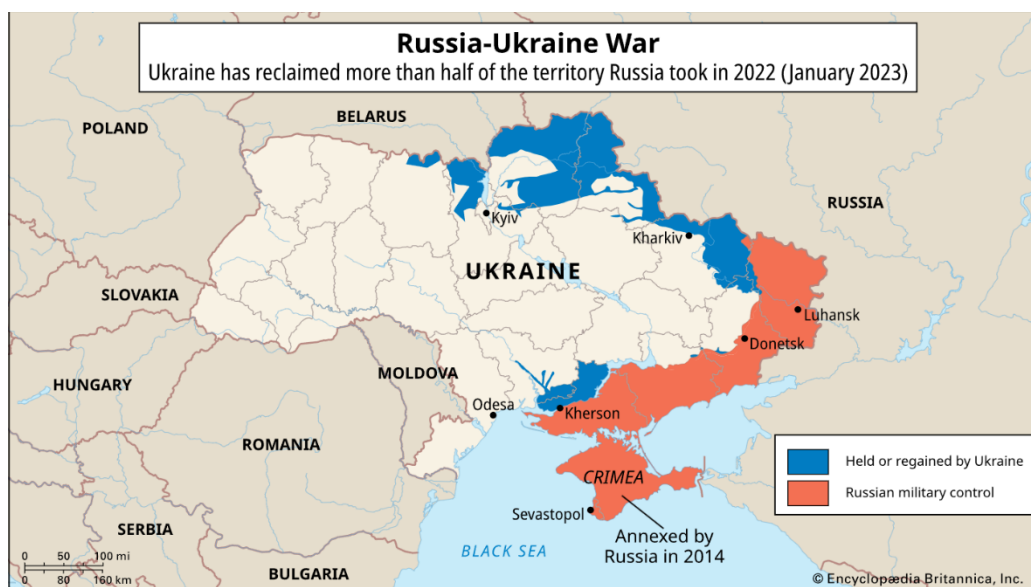 Russia-Ukraine War
Ukraine has reclaimed more than half of the territory Russia took in 2022 (January 2023)
POLAND
BELARUS
RUSSIA
Kyiv
Kharkiv
UKRAINE
SLOVAKIA
Luhansk
Donetsk
HUNGARY
MOLDOVA
Odesa
Kherson
ROMANIA
Held or regained by Ukraine
CRIMEA
Russian military control
Sevastopol
SERBIA
Annexed by
Russia in 2014
BLACK SEA
0 50 100 mi
0 80 160 km
BULGARIA
© Encyclopædia Britannica, Inc.